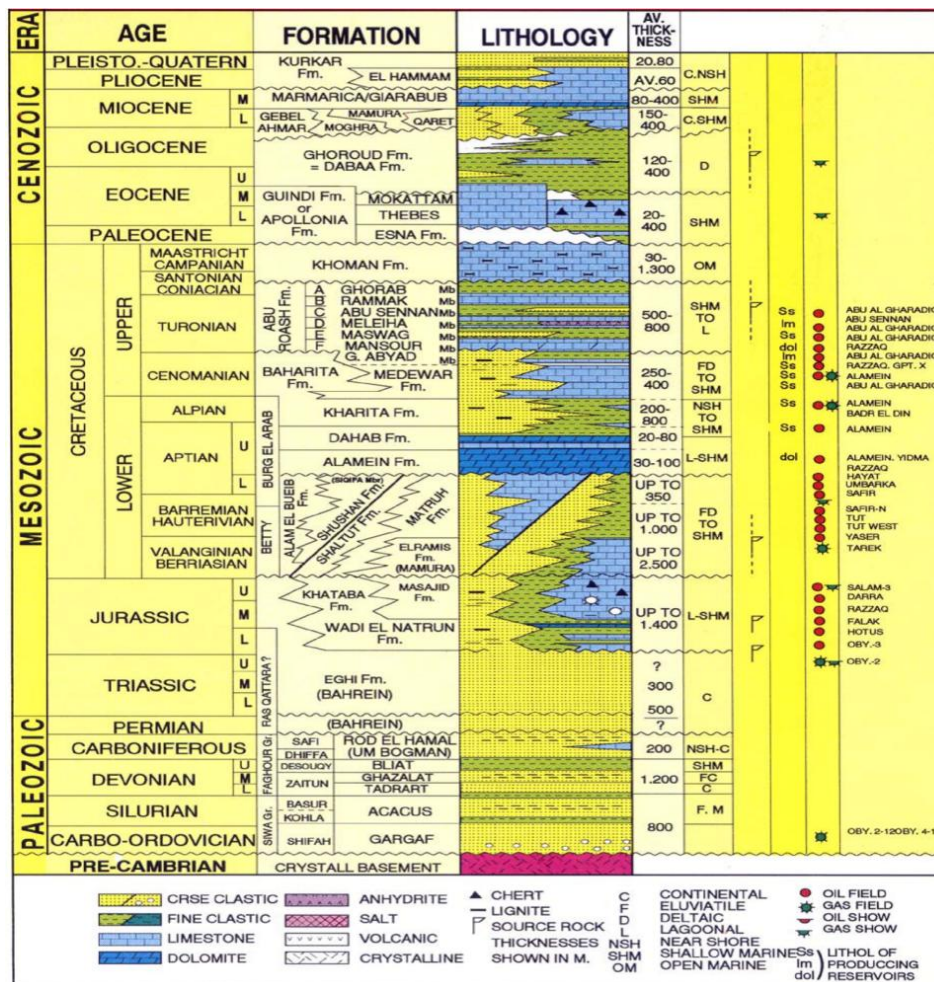 ERA AGE FORMATION LITHOLOGY AV. THICK-NESS
CENOZOIC
PLEISTO.-QUATERN
PLIOCENE
MIOCENE M
L
OLIGOCENE
EOCENE U
M
L
PALEOCENE
MESOZOIC
CRETACEOUS
UPPER
MAASTRICHT
CAMPANIAN
SANTONIAN
CONIACIAN
TURONIAN
CENOMANIAN
LOWER
ALPIAN
APTIAN U
L
BARREMIAN
HAUTERIVIAN
VALANGINIAN
BERRIASIAN
JURASSIC U
M
L
TRIASSIC U
M
L
PALEOZOIC
PERMIAN
CARBONIFEROUS
DEVONIAN U
M
L
SILURIAN
CARBO-ORDOVICIAN
PRE-CAMBRIAN
KURKAR
Fm.
EL HAMMAM
MARMARICA/GIARABUB
GEBEL
AHMAR
MAMURA
MOGHRA
QARET
GHOROUD Fm.
= DABAA Fm.
GUINDI Fm.
or
APOLLONIA
Fm.
MOKATTAM
THEBES
ESNA Fm.
KHOMAN Fm.
ABU
ROASH Fm.
A GHORAB Mb
B RAMMAK Mb
C ABU SENNAN Mb
D MELEIHA Mb
E MASWAG Mb
F MANSOUR Mb
G. ABYAD Mb
BAHARITA
Fm.
MEDEWAR
Fm.
BURG EL ARAB
KHARITA Fm.
DAHAB Fm.
ALAMEIN Fm.
BETTY
ALAM EL BUEIB
Fm.
SHUSHAN Fm.
SHALTUT Fm.
MATRUH
Fm.
ELRAMIS
Fm.
(MAMURA)
KHATABA
Fm.
MASAJID
Fm.
WADI EL NATRUN
Fm.
RAS QATTARA ?
EGHI Fm.
(BAHREIN)
(BAHREIN)
FAGHOUR Gr.
SAFI
DHIFFA
ROD EL HAMAL
(UM BOGMAN)
DESOUQY BLIAT
ZAITUN
GHAZALAT
TADRART
SIWA Gr.
BASUR
KOHLA
ACACUS
SHIFAH GARGAF
CRYSTALL BASEMENT
20.80
AV.60 C.NSH
80-400 SHM
150-
400 C.SHM
120-
400 D
20-
400 SHM
30-
1.300 OM
500-
800 SHM
TO
L
250-
400 FD
TO
SHM
200-
800 NSH
TO
SHM
20-80
30-100 L-SHM
UP TO
350
UP TO
1.000 FD
TO
SHM
UP TO
2.500
UP TO
1.400 L-SHM
?
300 C
500
?
200 NSH-C
1.200 SHM
FC
C
800 F. M
Ss ABU AL GHARADIG
ABU SENNAN
lm ABU AL GHARADIG
Ss
dol RAZZAQ
lm ABU AL GHARADIG
Ss RAZZAQ. GPT. X
Ss ALAMEIN
Ss ABU AL GHARADIG
Ss ALAMEIN
BADR EL DIN
Ss ALAMEIN
dol ALAMEIN. YIDMA
RAZZAQ
HAYAT
UMBARKA
SAFIR
SAFIR-N
TUT
TUT WEST
YASER
TAREK
SALAM-3
DARRA
RAZZAQ
FALAK
HOTUS
OBY.-3
OBY.-2
OBY. 2-12OBY. 4-1
CRSE CLASTIC
FINE CLASTIC
LIMESTONE
DOLOMITE
ANHYDRITE
SALT
VOLCANIC
CRYSTALLINE
CHERT
LIGNITE
SOURCE ROCK
THICKNESSES
SHOWN IN M.
C CONTINENTAL
F ELUVIATILE
D DELTAIC
L LAGOONAL
NSH NEAR SHORE
SHM SHALLOW MARINE
OM OPEN MARINE
OIL FIELD
GAS FIELD
OIL SHOW
GAS SHOW
Ss
lm
dol
LITHOL OF
PRODUCCING
RESERVOIRS